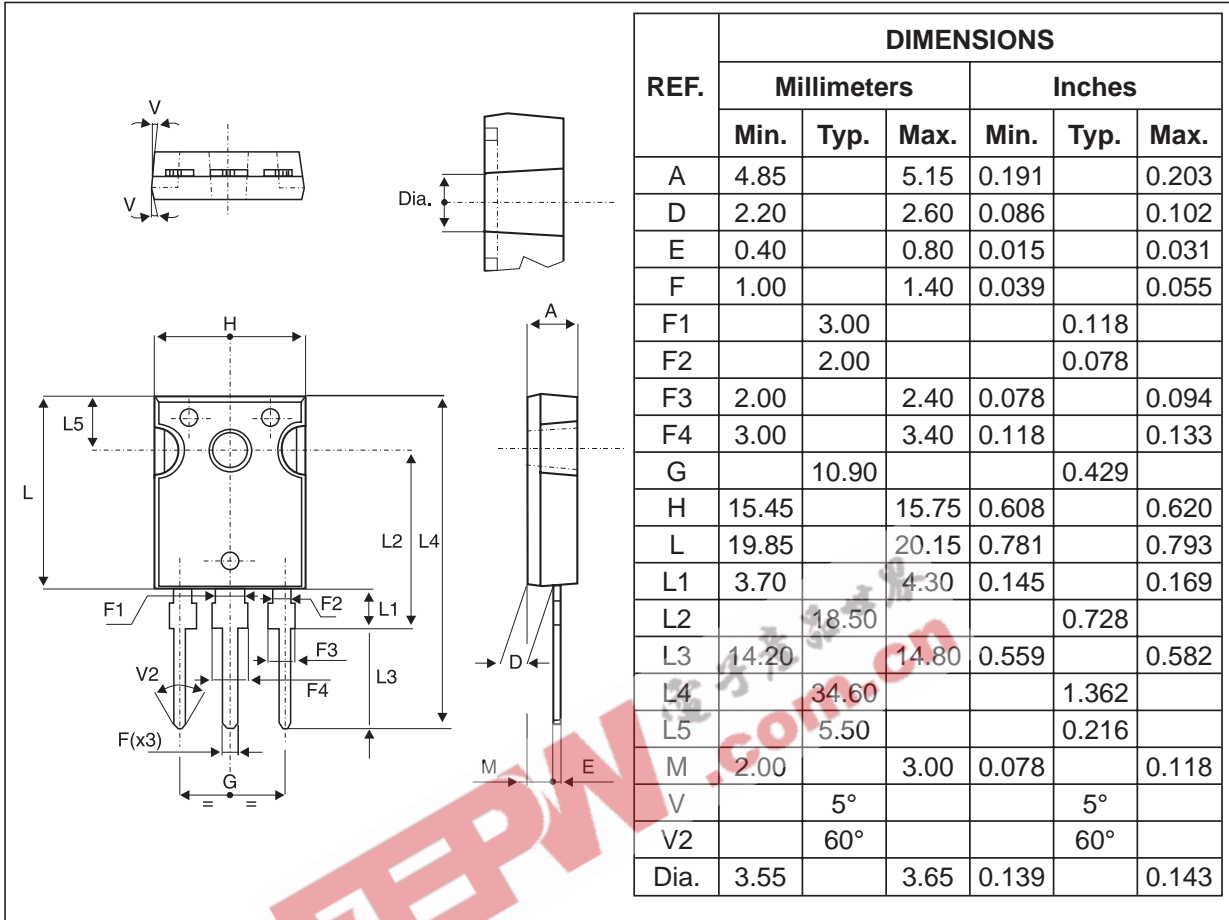 V
V
Dia.
A
H
L5
L
L2
L4
F1
F2
L1
F3
V2
F4
L3
D
F(x3)
G
= =
M
E
DIMENSIONS
REF. Millimeters Inches
Min. Typ. Max. Min. Typ. Max.
A 4.85 5.15 0.191 0.203
D 2.20 2.60 0.086 0.102
E 0.40 0.80 0.015 0.031
F 1.00 1.40 0.039 0.055
F1 3.00 0.118
F2 2.00 0.078
F3 2.00 2.40 0.078 0.094
F4 3.00 3.40 0.118 0.133
G 10.90 0.429
H 15.45 15.75 0.608 0.620
L 19.85 20.15 0.781 0.793
L1 3.70 4.30 0.145 0.169
L2 18.50 0.728
L3 14.20 14.80 0.559 0.582
L4 34.60 1.362
L5 5.50 0.216
M 2.00 3.00 0.078 0.118
V 5° 5°
V2 60° 60°
Dia. 3.55 3.65 0.139 0.143
電子產品世界
EEPW.com.cn